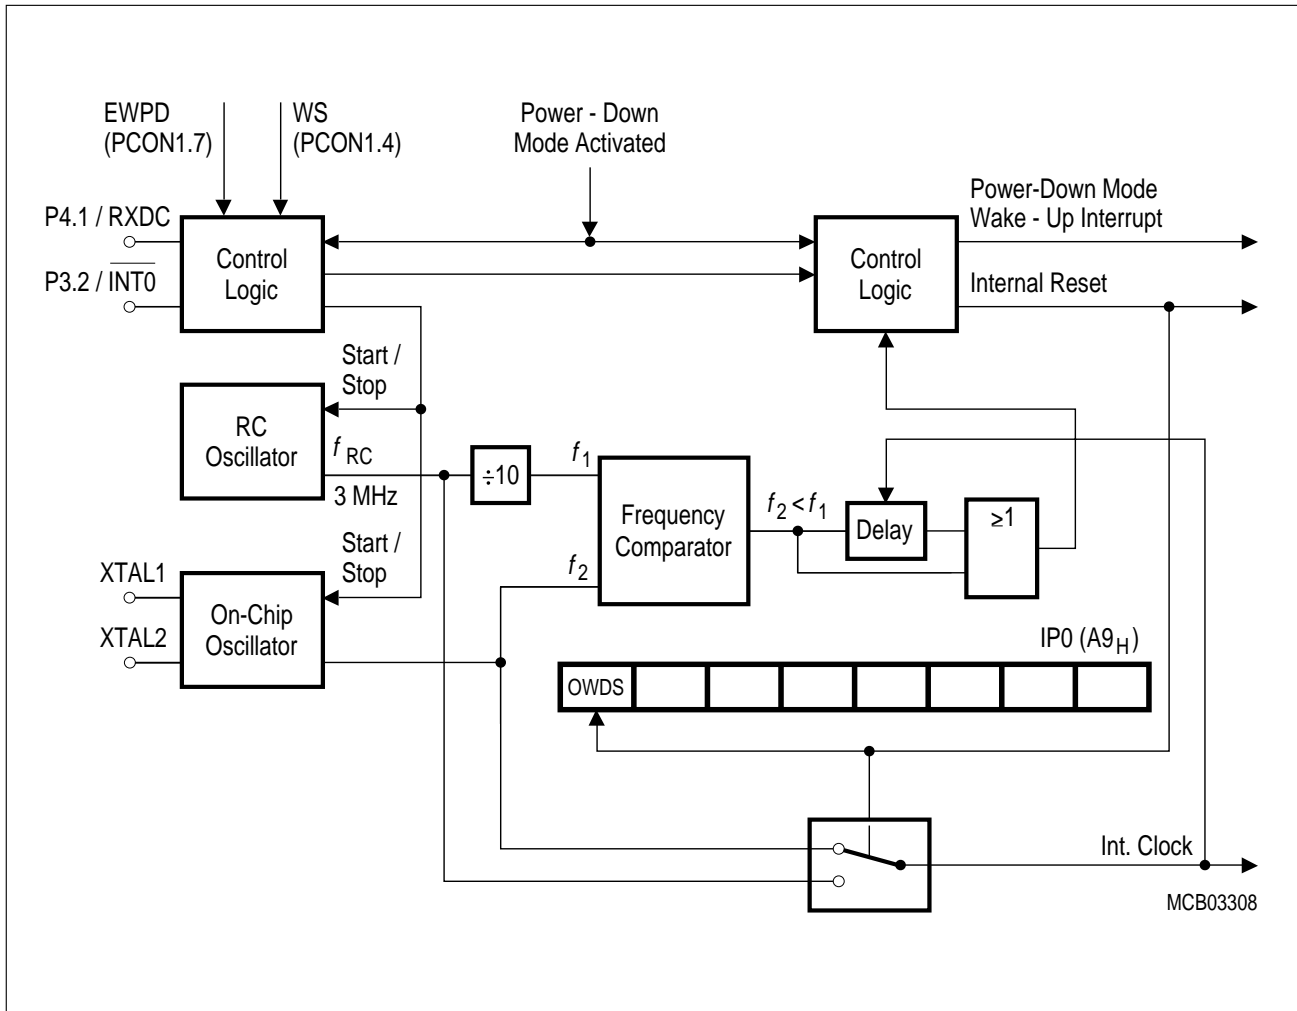 EWPD
(PCON1.7)
WS
(PCON1.4)
Power - Down
Mode Activated
P4.1 / RXDC
P3.2 / INT0
Control
Logic
Control
Logic
Power-Down Mode
Wake - Up Interrupt
Internal Reset
Start /
Stop
RC
Oscillator
f RC
3 MHz
÷10
f1
Frequency
Comparator
f2 < f1
Delay
≥1
Start /
Stop
f2
XTAL1
XTAL2
On-Chip
Oscillator
IP0 (A9H)
OWDS
Int. Clock
MCB03308